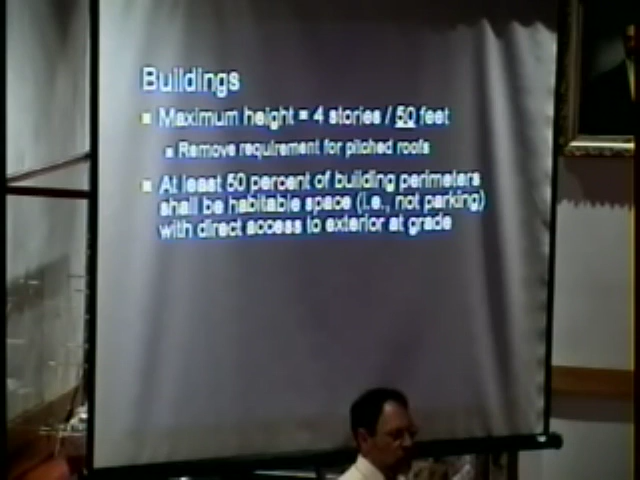 Buildings
Maximum height = 4 stories / 50 feet
Remove requirement for pitched roofs
At least 50 percent of building perimeters
shall be habitable space (i.e., not parking)
with direct access to exterior at grade